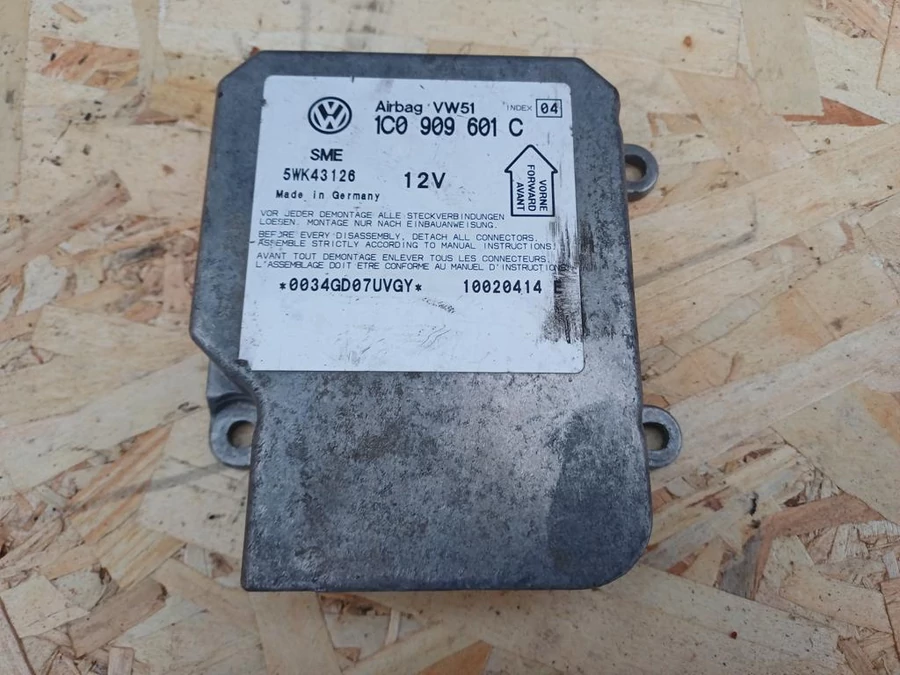 Airbag VW51 INDEX 04
1C0 909 601 C
SME
5WK43126 12V
Made in Germany
VORNE
FORWARD
AVANT
VOR JEDER DEMONTAGE ALLE STECKVERBINDUNGEN
LOESEN. MONTAGE NUR NACH EINBAUANWEISUNG.
BEFORE EVERY DISASSEMBLY, DETACH ALL CONNECTORS.
ASSEMBLE STRICTLY ACCORDING TO MANUAL INSTRUCTIONS!
AVANT TOUT DEMONTAGE ENLEVER TOUS LES CONNECTEURS.
L'ASSEMBLAGE DOIT ETRE CONFORME AU MANUEL D'INSTRUCTIONS
*0034GD07UVGY* 10020414 E